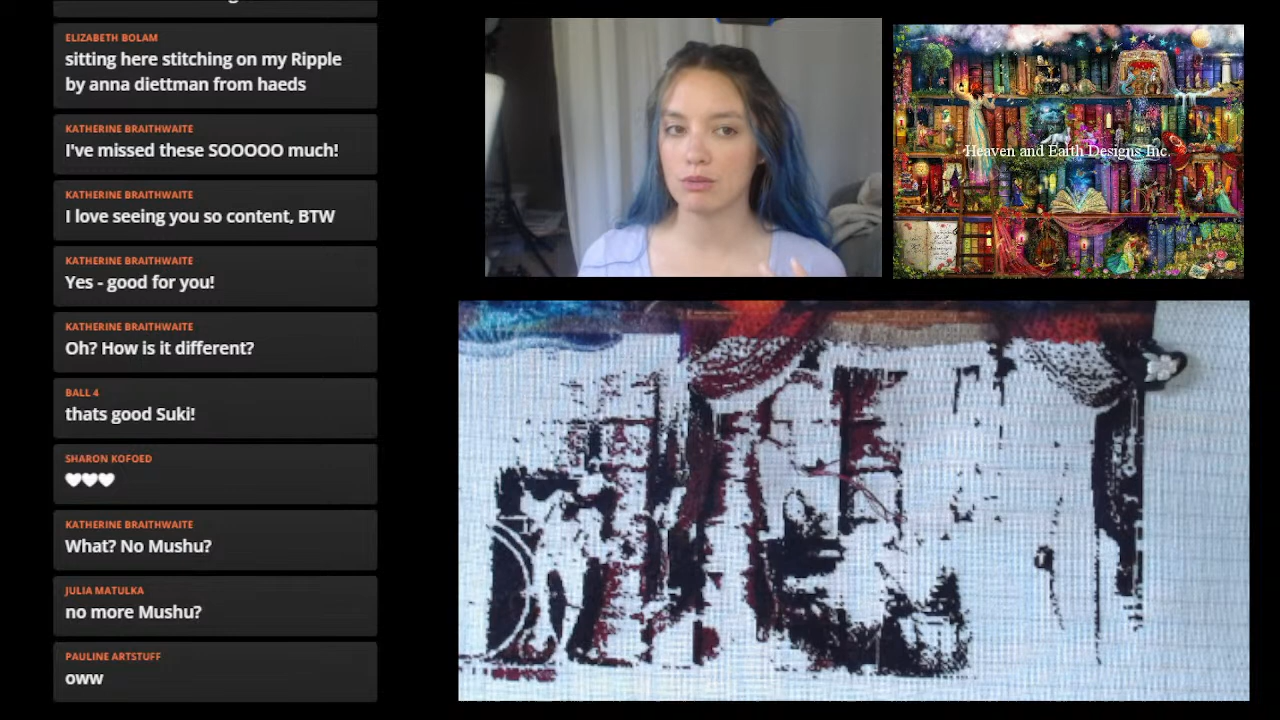 ELIZABETH BOLAM
sitting here stitching on my Ripple
by anna diettman from haeds
KATHERINE BRAITHWAITE
I've missed these SOOOOO much!
KATHERINE BRAITHWAITE
I love seeing you so content, BTW
KATHERINE BRAITHWAITE
Yes - good for you!
KATHERINE BRAITHWAITE
Oh? How is it different?
BALL 4
thats good Suki!
SHARON KOFOED
🤍🤍🤍
KATHERINE BRAITHWAITE
What? No Mushu?
JULIA MATULKA
no more Mushu?
PAULINE ARTSTUFF
oww
Heaven and Earth Designs Inc.